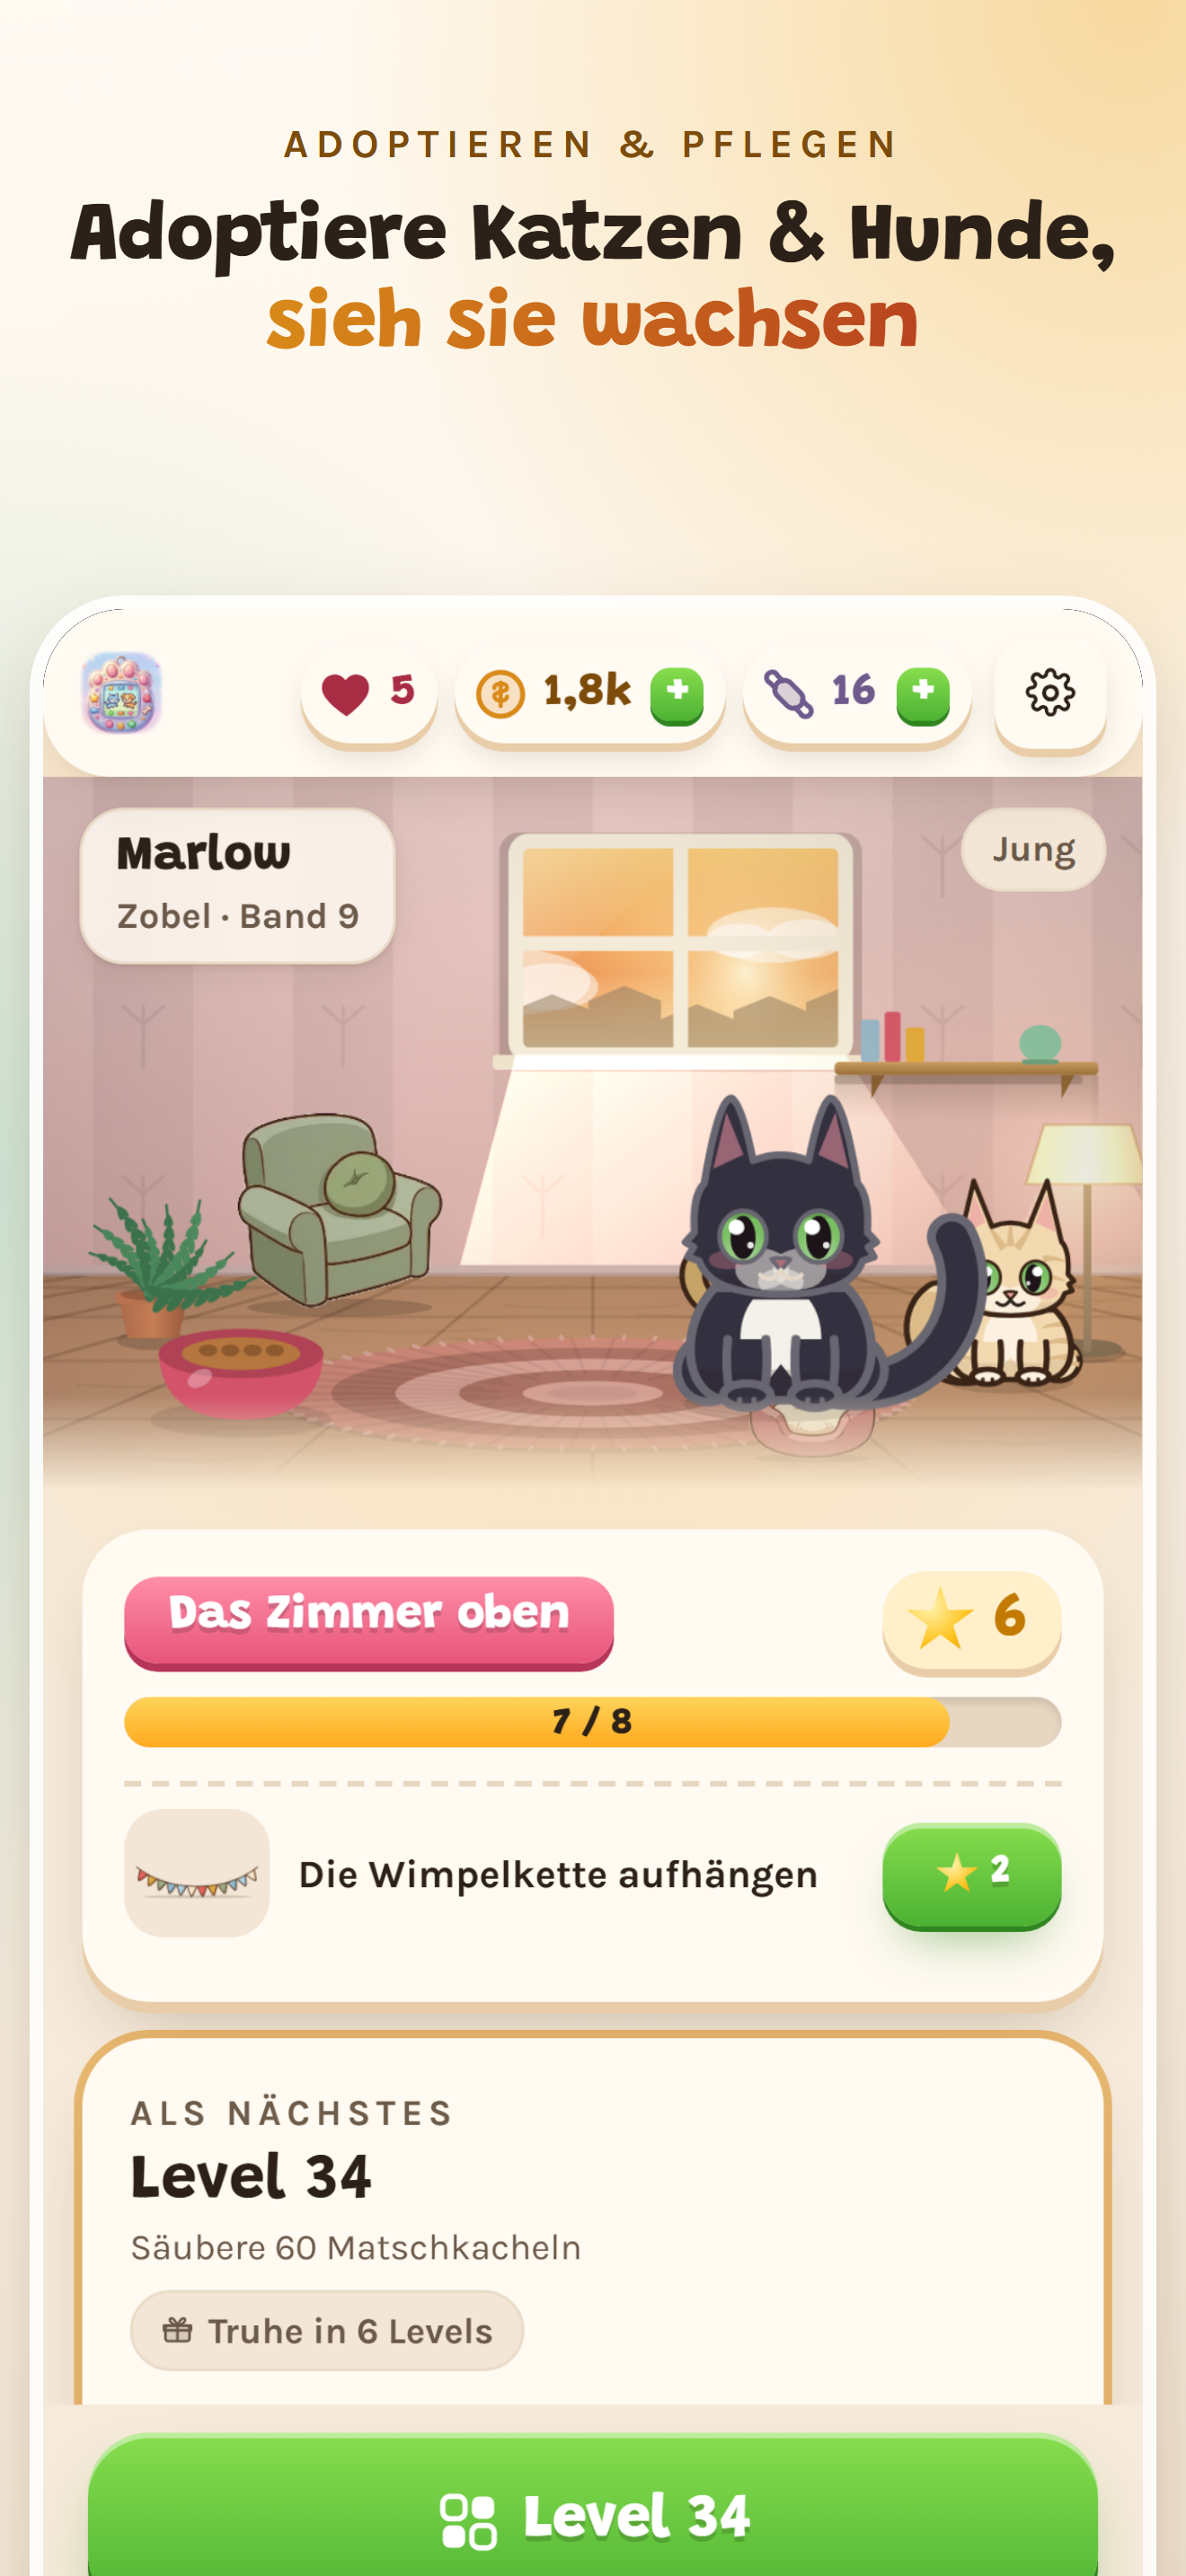 ADOPTIEREN & PFLEGEN
Adoptiere Katzen & Hunde,
sieh sie wachsen
5
1,8k
+
16
+
Marlow
Zobel · Band 9
Jung
Das Zimmer oben
6
7 / 8
Die Wimpelkette aufhängen
2
ALS NÄCHSTES
Level 34
Säubere 60 Matschkacheln
Truhe in 6 Levels
Level 34